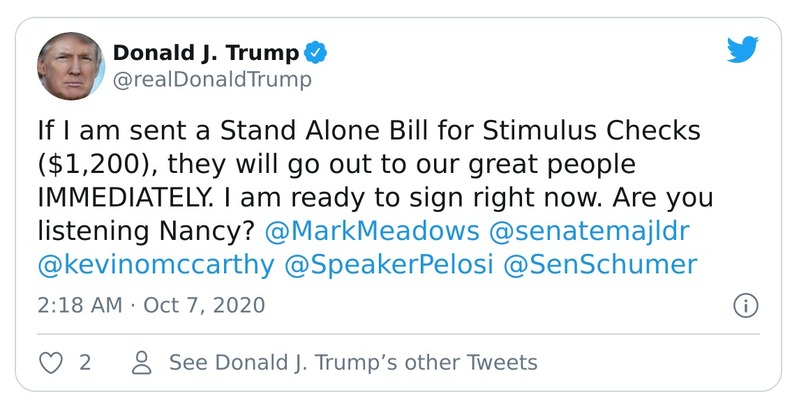 Donald J. Trump
@realDonaldTrump
If I am sent a Stand Alone Bill for Stimulus Checks
($1,200), they will go out to our great people
IMMEDIATELY. I am ready to sign right now. Are you
listening Nancy? @MarkMeadows @senatemajldr
@kevinomccarthy @SpeakerPelosi @SenSchumer
2:18 AM · Oct 7, 2020
2 See Donald J. Trump’s other Tweets